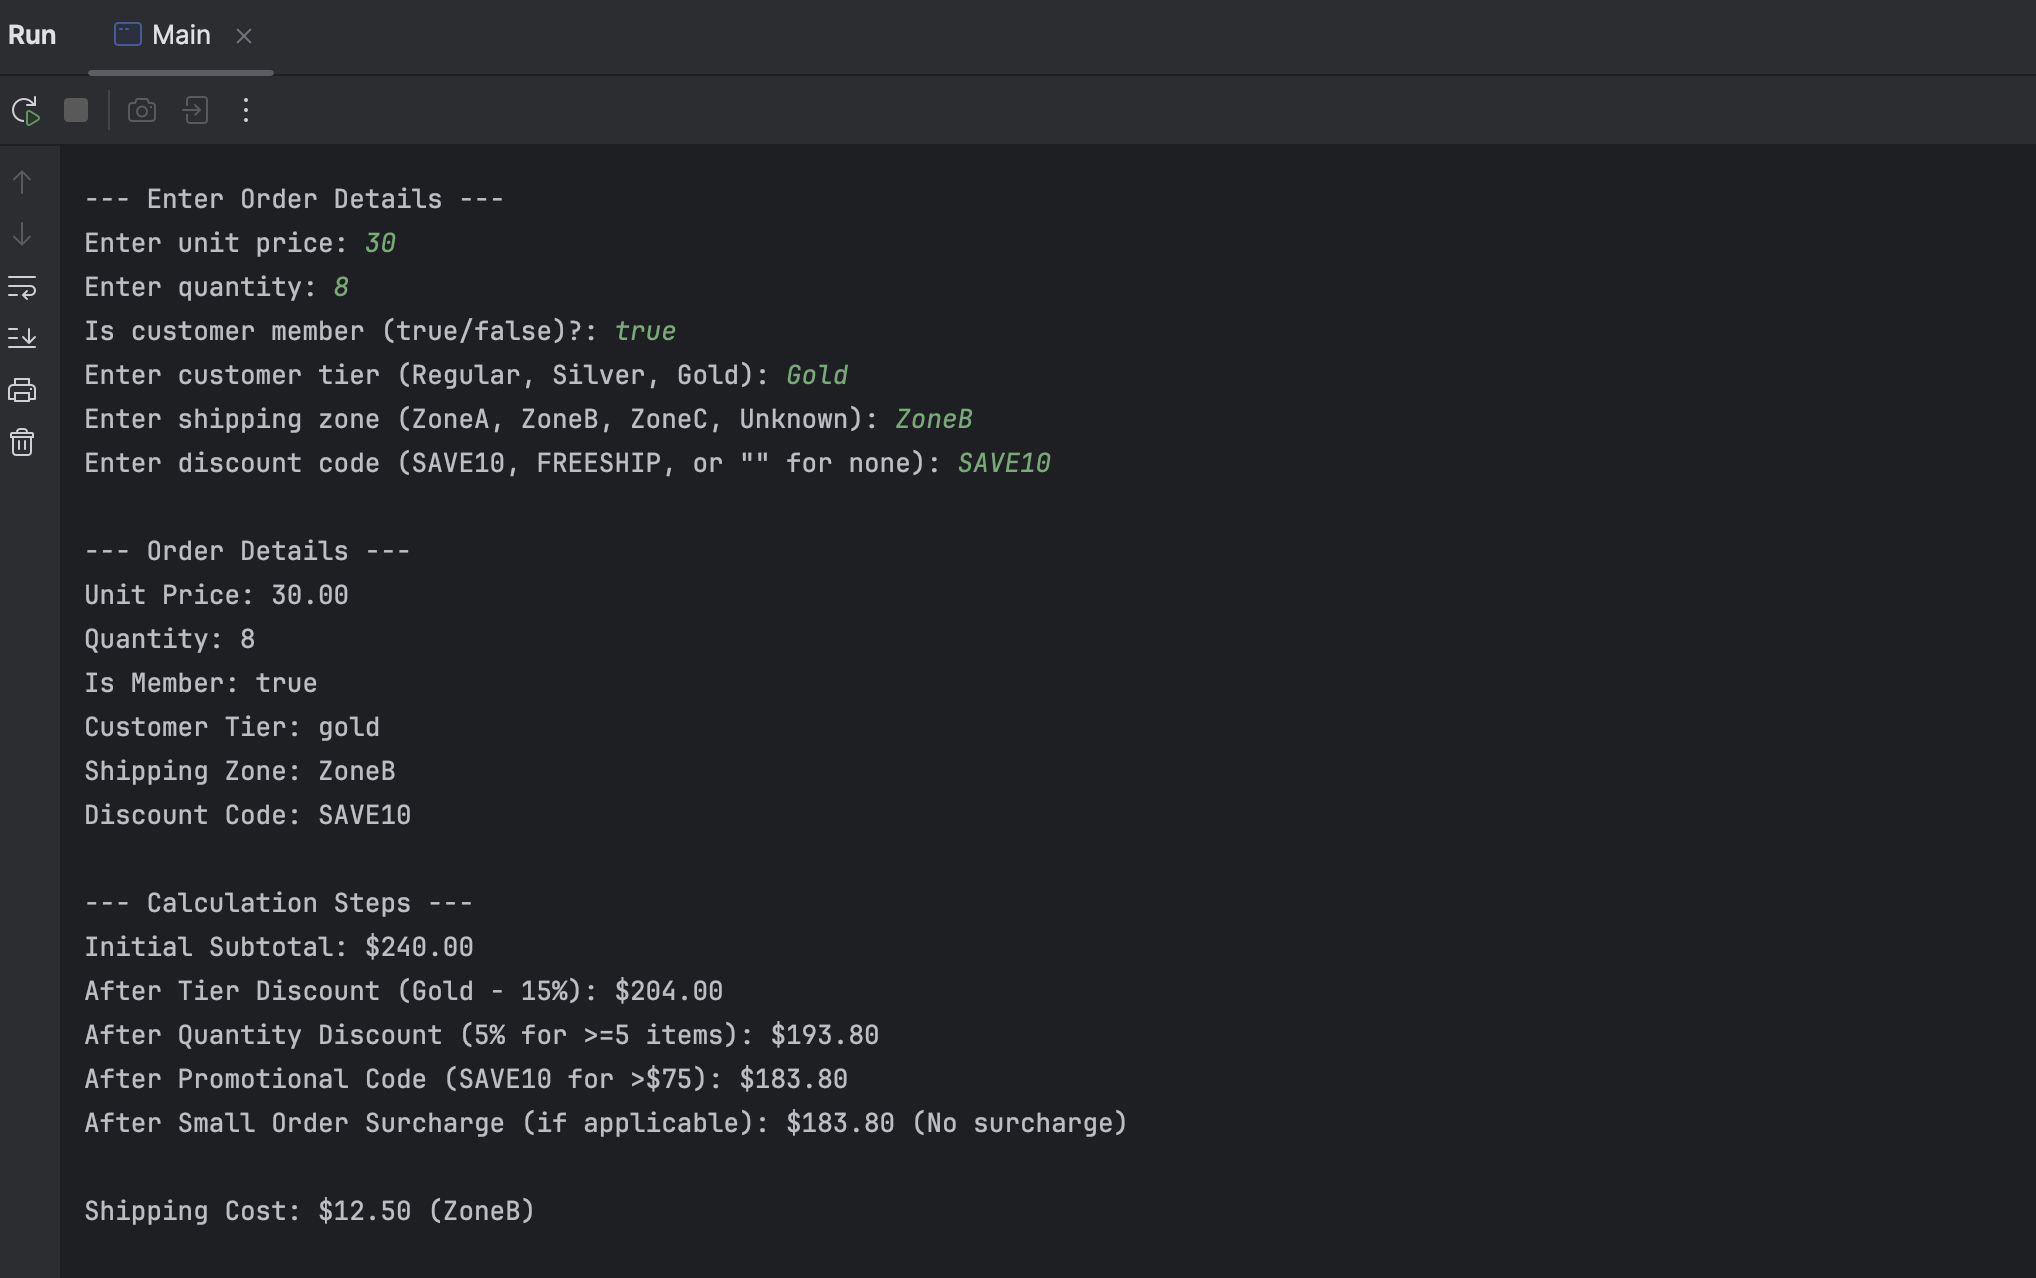 Run Main
--- Enter Order Details ---
Enter unit price: 30
Enter quantity: 8
Is customer member (true/false)?: true
Enter customer tier (Regular, Silver, Gold): Gold
Enter shipping zone (ZoneA, ZoneB, ZoneC, Unknown): ZoneB
Enter discount code (SAVE10, FREESHIP, or "" for none): SAVE10
--- Order Details ---
Unit Price: 30.00
Quantity: 8
Is Member: true
Customer Tier: gold
Shipping Zone: ZoneB
Discount Code: SAVE10
--- Calculation Steps ---
Initial Subtotal: $240.00
After Tier Discount (Gold - 15%): $204.00
After Quantity Discount (5% for >=5 items): $193.80
After Promotional Code (SAVE10 for >$75): $183.80
After Small Order Surcharge (if applicable): $183.80 (No surcharge)
Shipping Cost: $12.50 (ZoneB)